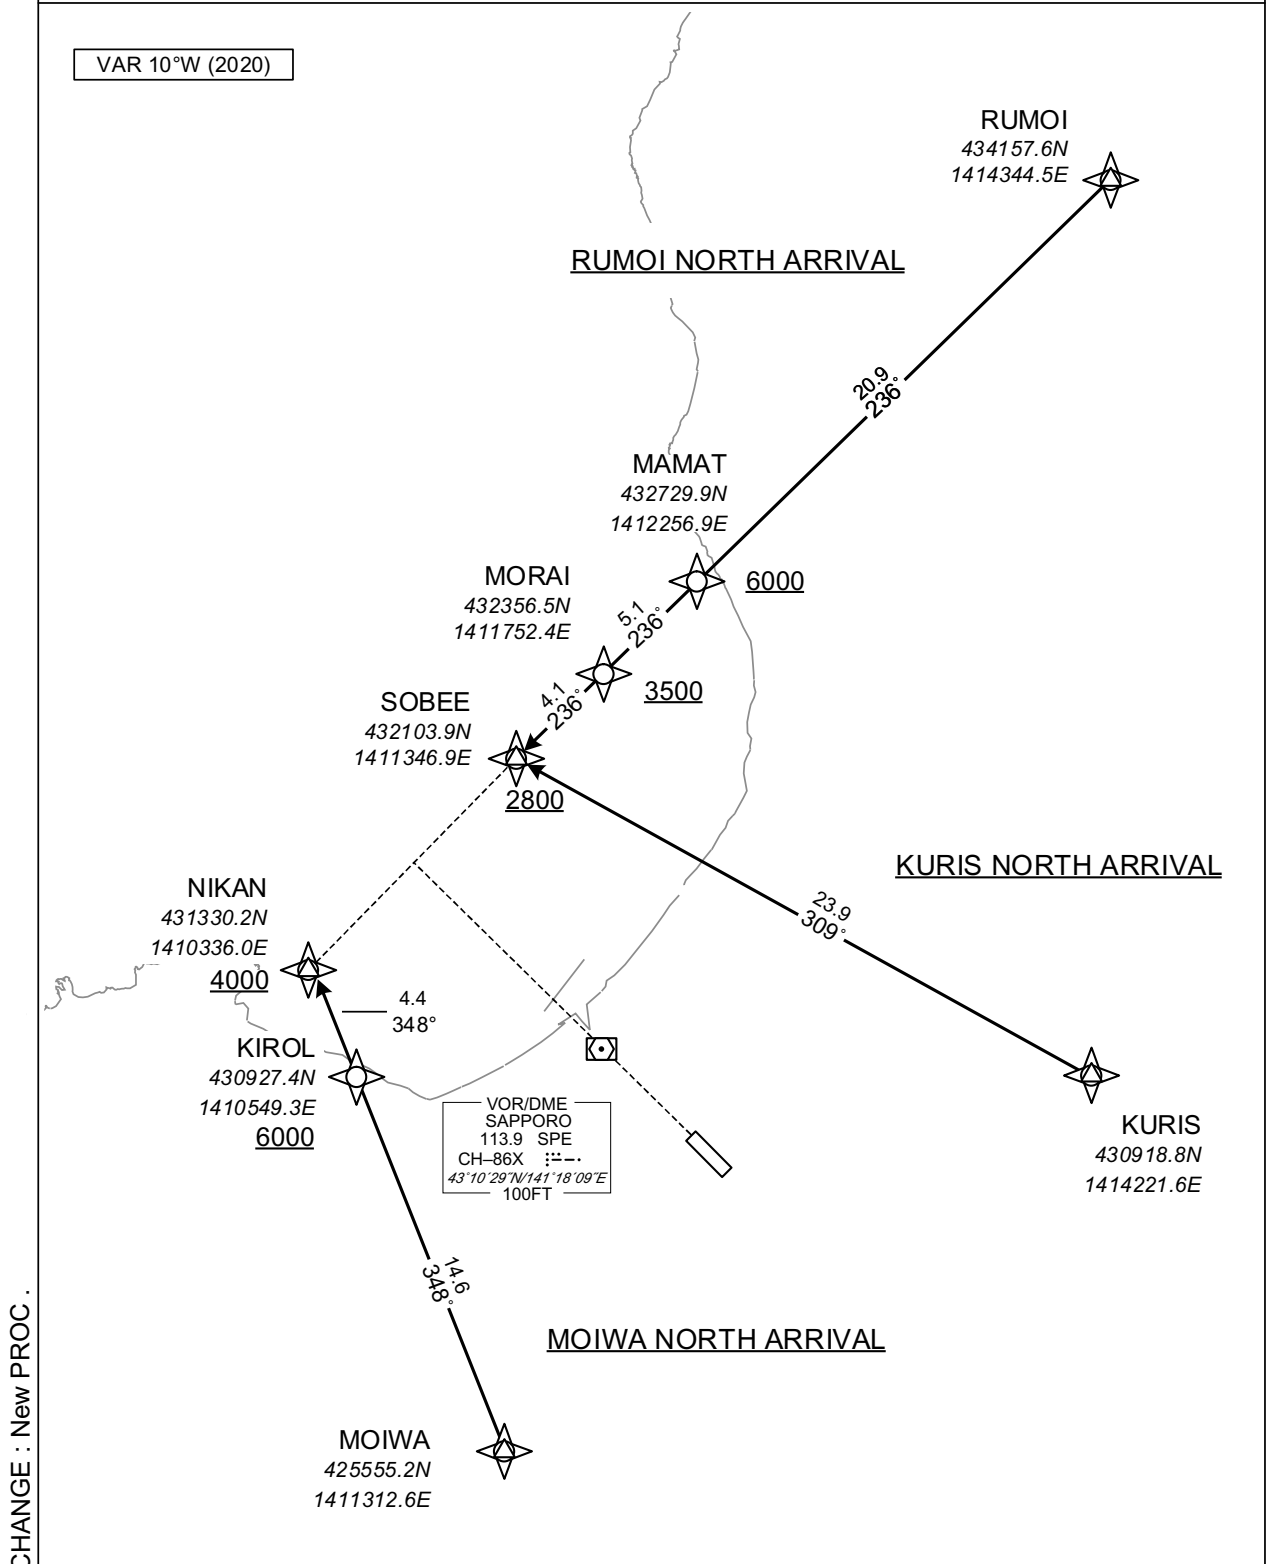 VAR 10°W (2020)
RUMOI
434157.6N
1414344.5E
RUMOI NORTH ARRIVAL
20.9
236°
MAMAT
432729.9N
1412256.9E
6000
5.1
236°
MORAI
432356.5N
1411752.4E
3500
4.1
236°
SOBEE
432103.9N
1411346.9E
2800
KURIS NORTH ARRIVAL
23.9
309°
NIKAN
431330.2N
1410336.0E
4000
4.4
348°
KIROL
430927.4N
1410549.3E
6000
VOR/DME
SAPPORO
113.9 SPE
CH–86X
43°10′29″N/141°18′09″E
100FT
KURIS
430918.8N
1414221.6E
14.6
348°
MOIWA NORTH ARRIVAL
MOIWA
425555.2N
1411312.6E
CHANGE : New PROC .